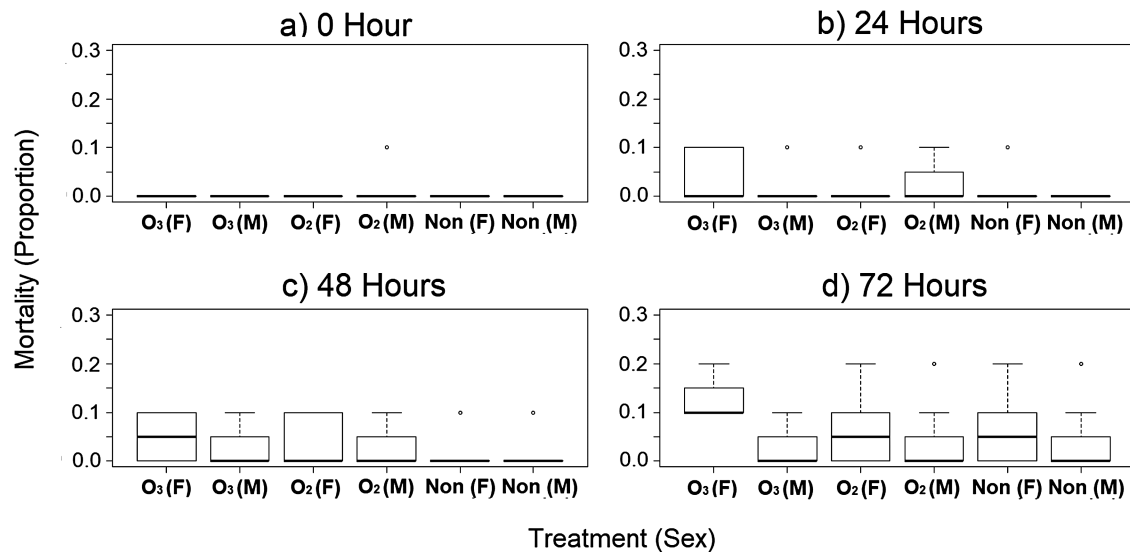 a) 0 Hour
b) 24 Hours
0.3
0.2
0.1
0.0
O₃(F) O₃(M) O₂(F) O₂(M) Non (F) Non (M)
0.3
0.2
0.1
0.0
O₃(F) O₃(M) O₂(F) O₂(M) Non (F) Non (M)
c) 48 Hours
d) 72 Hours
0.3
0.2
0.1
0.0
O₃(F) O₃(M) O₂(F) O₂(M) Non (F) Non (M)
0.3
0.2
0.1
0.0
O₃(F) O₃(M) O₂(F) O₂(M) Non (F) Non (M)
Mortality (Proportion)
Treatment (Sex)